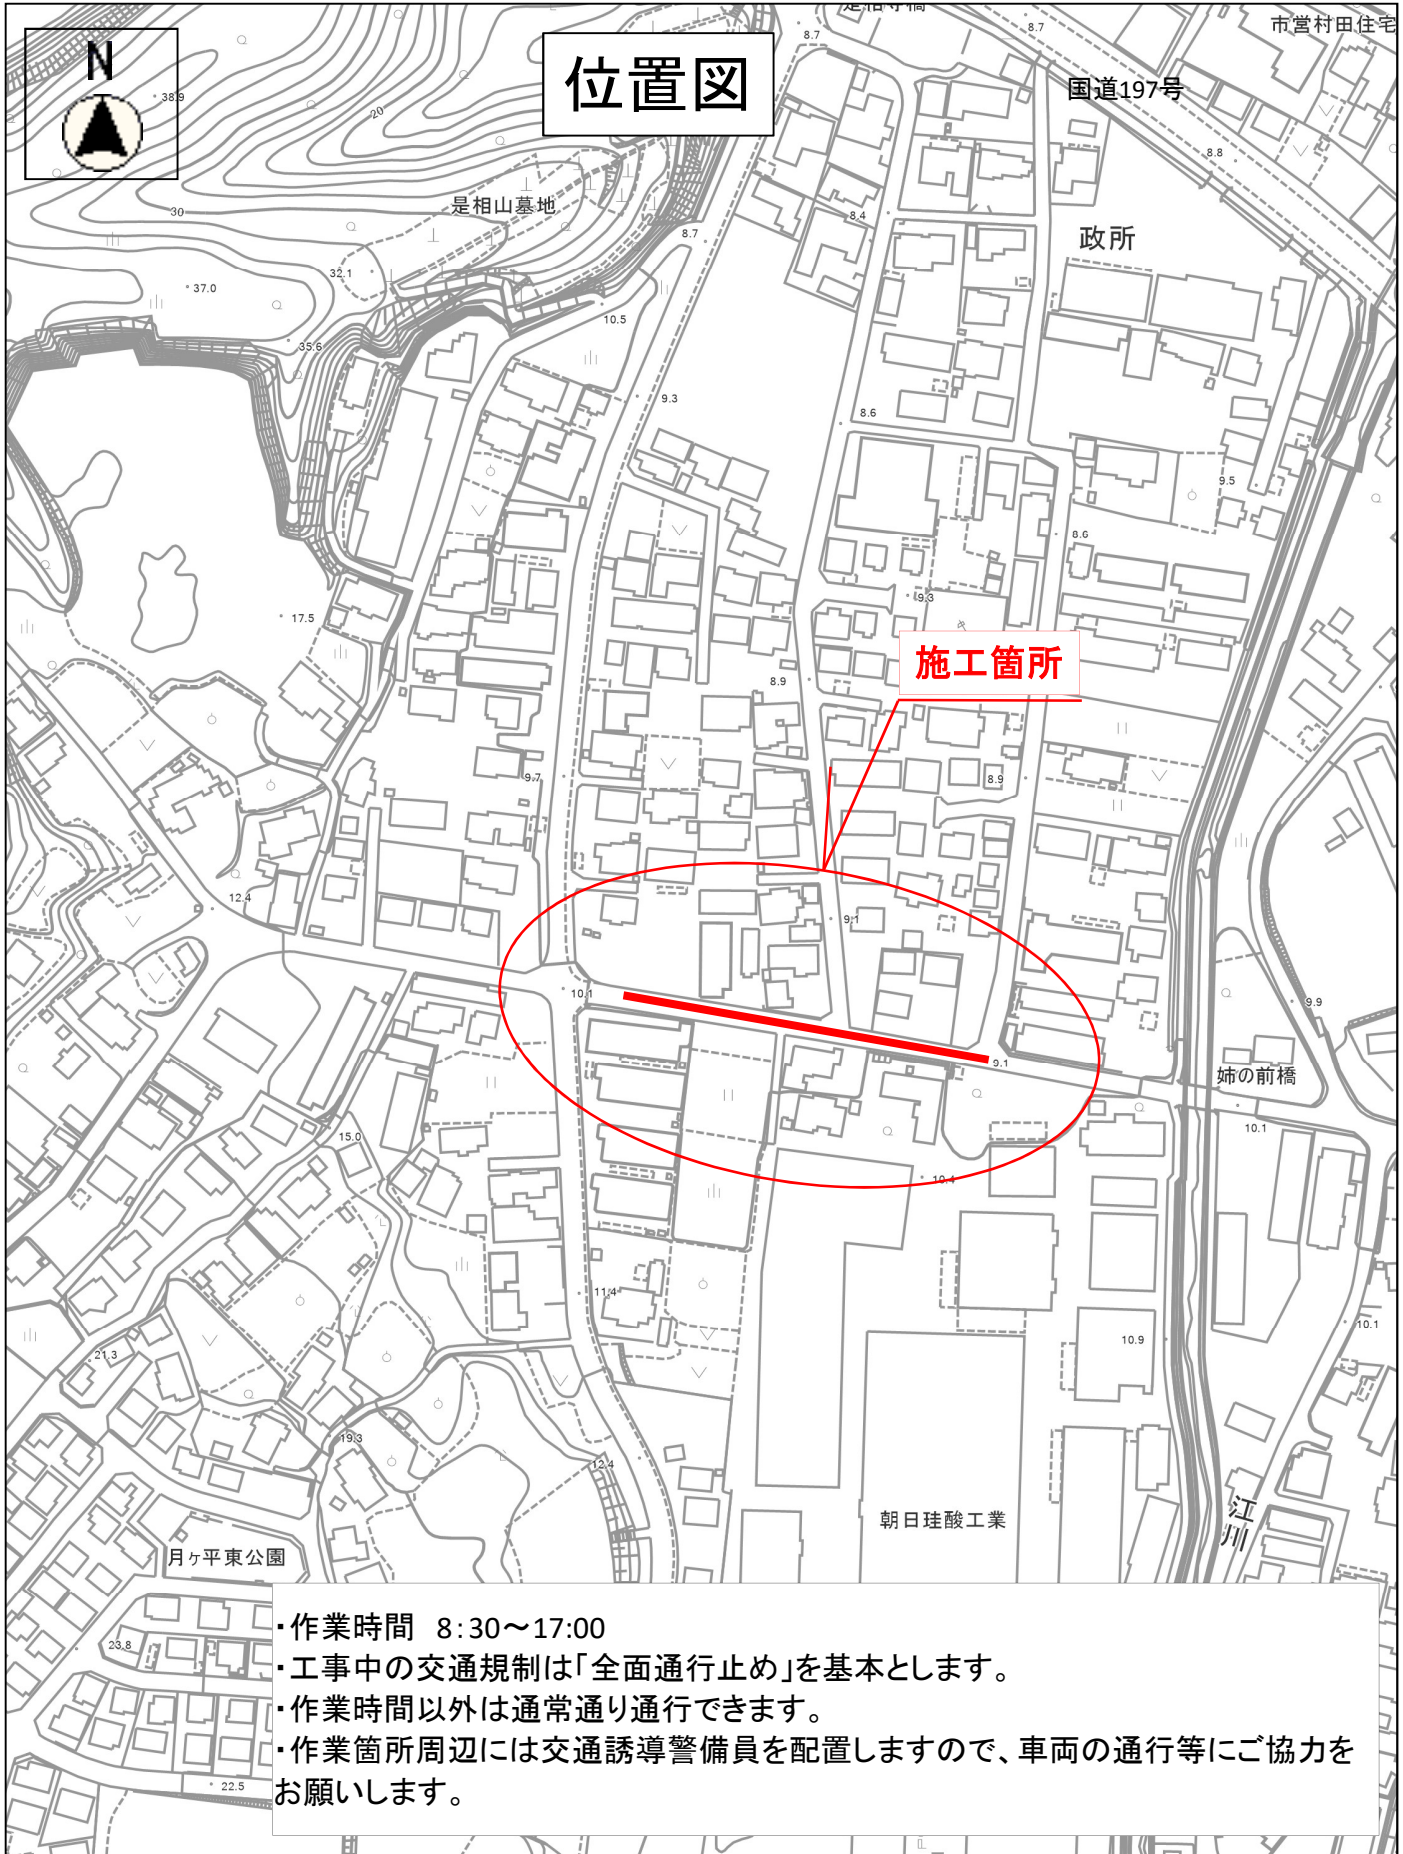 8.7
市営村田住宅
N
位置図
8.7
国道197号
38.9
20
8.8
是相山墓地
30
8.4
8.7
政所
32.1
37.0
10.5
35.6
9.3
8.6
9.5
8.6
9.3
17.5
施工箇所
8.9
9.7
8.9
12.4
9.1
10.1
9.9
9.1
姉の前橋
10.1
15.0
10.4
11.4
10.1
10.9
21.3
19.3
12.4
江川
朝日珪酸工業
月ヶ平東公園
・作業時間 8:30～17:00
23.8
・工事中の交通規制は「全面通行止め」を基本とします。
・作業時間以外は通常通り通行できます。
・作業箇所周辺には交通誘導警備員を配置しますので、車両の通行等にご協力を
お願いします。
22.5